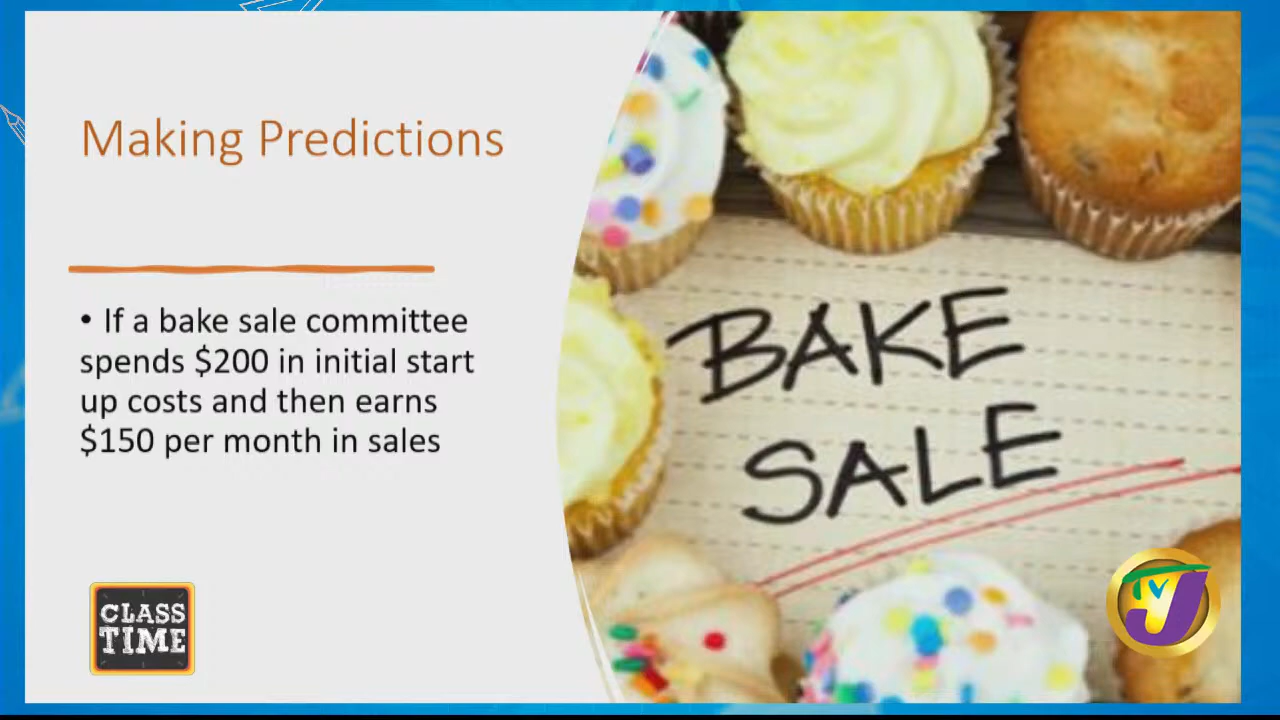 Making Predictions
• If a bake sale committee
spends $200 in initial start
up costs and then earns
$150 per month in sales
BAKE
SALE
CLASS
TIME
TVJ